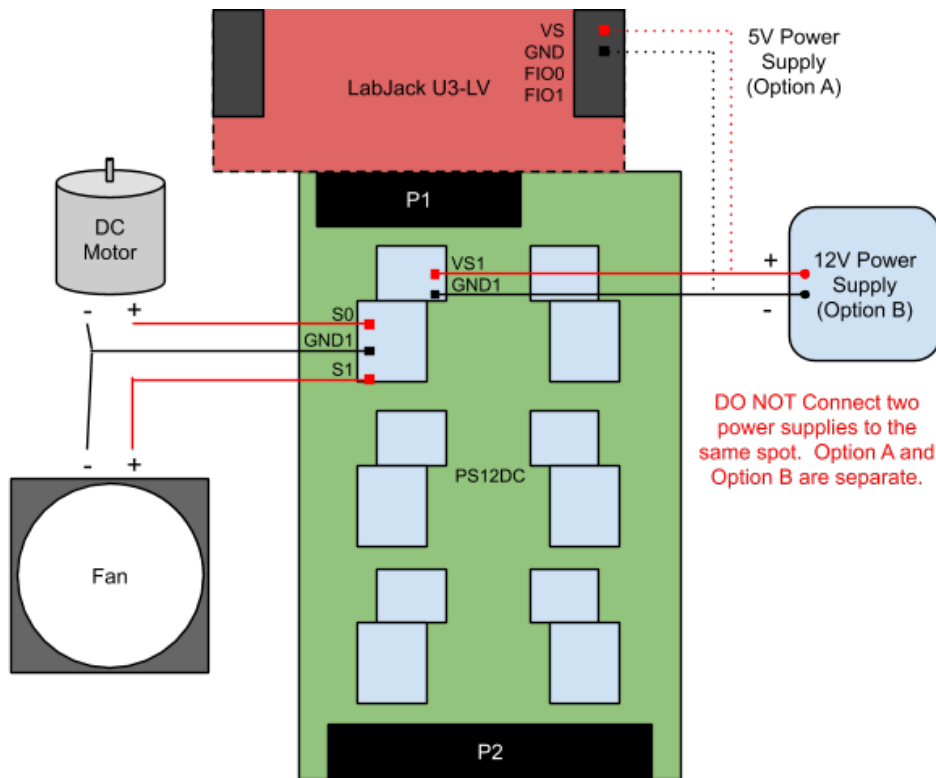 VS
GND
FIO0
FIO1
LabJack U3-LV
5V Power
Supply
(Option A)
P1
DC
Motor
VS1
GND1
+
-
12V Power
Supply
(Option B)
- +
S0
GND1
S1
- +
DO NOT Connect two
power supplies to the
same spot.  Option A and
Option B are separate.
PS12DC
Fan
P2